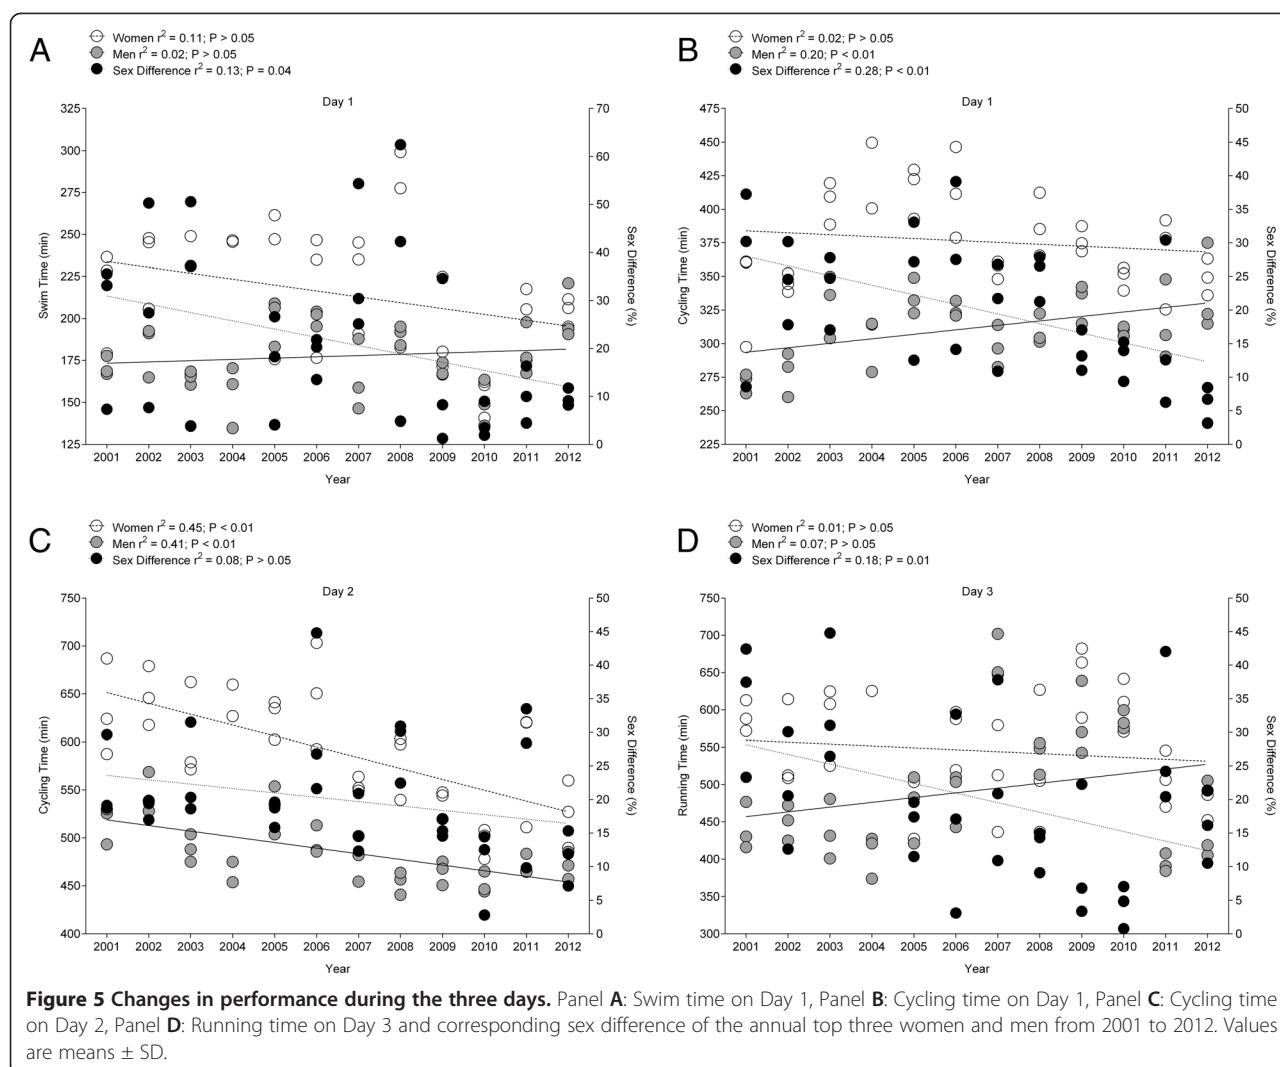 A
Women r² = 0.11; P > 0.05
Men r² = 0.02; P > 0.05
Sex Difference r² = 0.13; P = 0.04
Day 1
325
300
275
250
225
200
175
150
125
Swim Time (min)
70
60
50
40
30
20
10
0
Sex Difference (%)
2001 2002 2003 2004 2005 2006 2007 2008 2009 2010 2011 2012
Year
B
Women r² = 0.02; P > 0.05
Men r² = 0.20; P < 0.01
Sex Difference r² = 0.28; P < 0.01
Day 1
475
450
425
400
375
350
325
300
275
250
225
Cycling Time (min)
50
45
40
35
30
25
20
15
10
5
0
Sex Difference (%)
2001 2002 2003 2004 2005 2006 2007 2008 2009 2010 2011 2012
Year
C
Women r² = 0.45; P < 0.01
Men r² = 0.41; P < 0.01
Sex Difference r² = 0.08; P > 0.05
Day 2
750
700
650
600
550
500
450
400
Cycling Time (min)
50
45
40
35
30
25
20
15
10
5
0
Sex Difference (%)
2001 2002 2003 2004 2005 2006 2007 2008 2009 2010 2011 2012
Year
D
Women r² = 0.01; P > 0.05
Men r² = 0.07; P > 0.05
Sex Difference r² = 0.18; P = 0.01
Day 3
750
700
650
600
550
500
450
400
350
300
Running Time (min)
50
45
40
35
30
25
20
15
10
5
0
Sex Difference (%)
2001 2002 2003 2004 2005 2006 2007 2008 2009 2010 2011 2012
Year
Figure 5 Changes in performance during the three days. Panel A: Swim time on Day 1, Panel B: Cycling time on Day 1, Panel C: Cycling time
on Day 2, Panel D: Running time on Day 3 and corresponding sex difference of the annual top three women and men from 2001 to 2012. Values
are means ± SD.